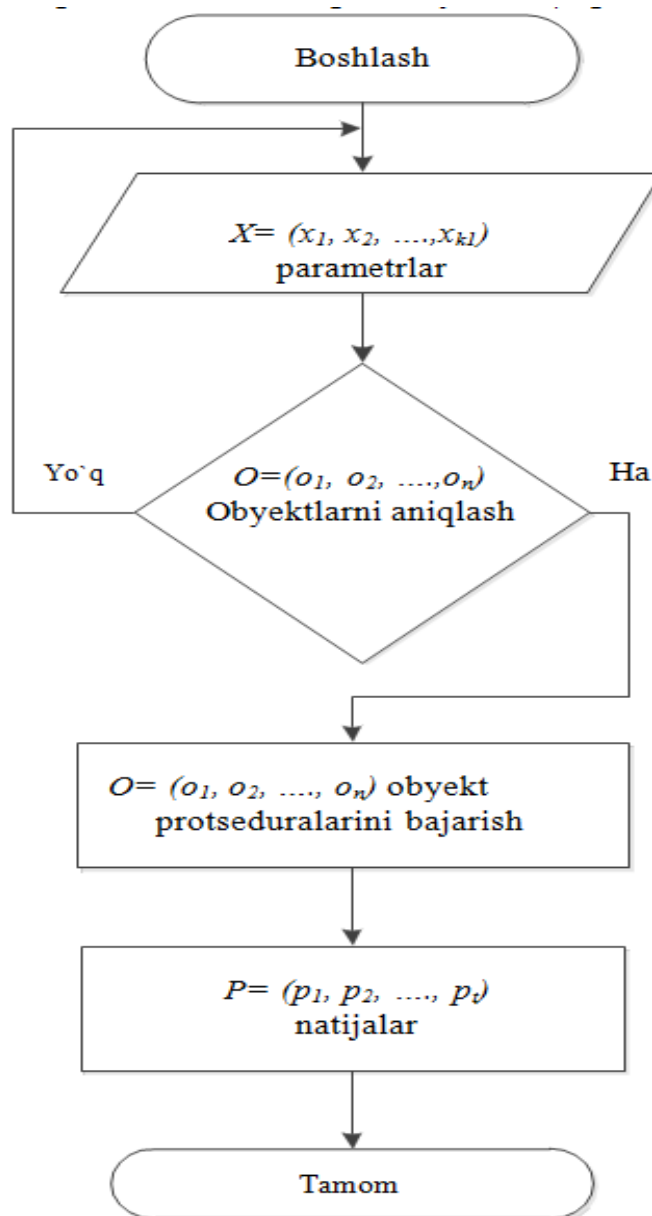 Boshlash
X= (x₁, x₂, ....,xₖ₁)
parametrlar
Yo`q
O=(o₁, o₂, ....,oₙ)
Ha
Obyektlarni aniqlash
O= (o₁, o₂, ...., oₙ) obyekt
protseduralarini bajarish
P= (p₁, p₂, ...., pₜ)
natijalar
Tamom